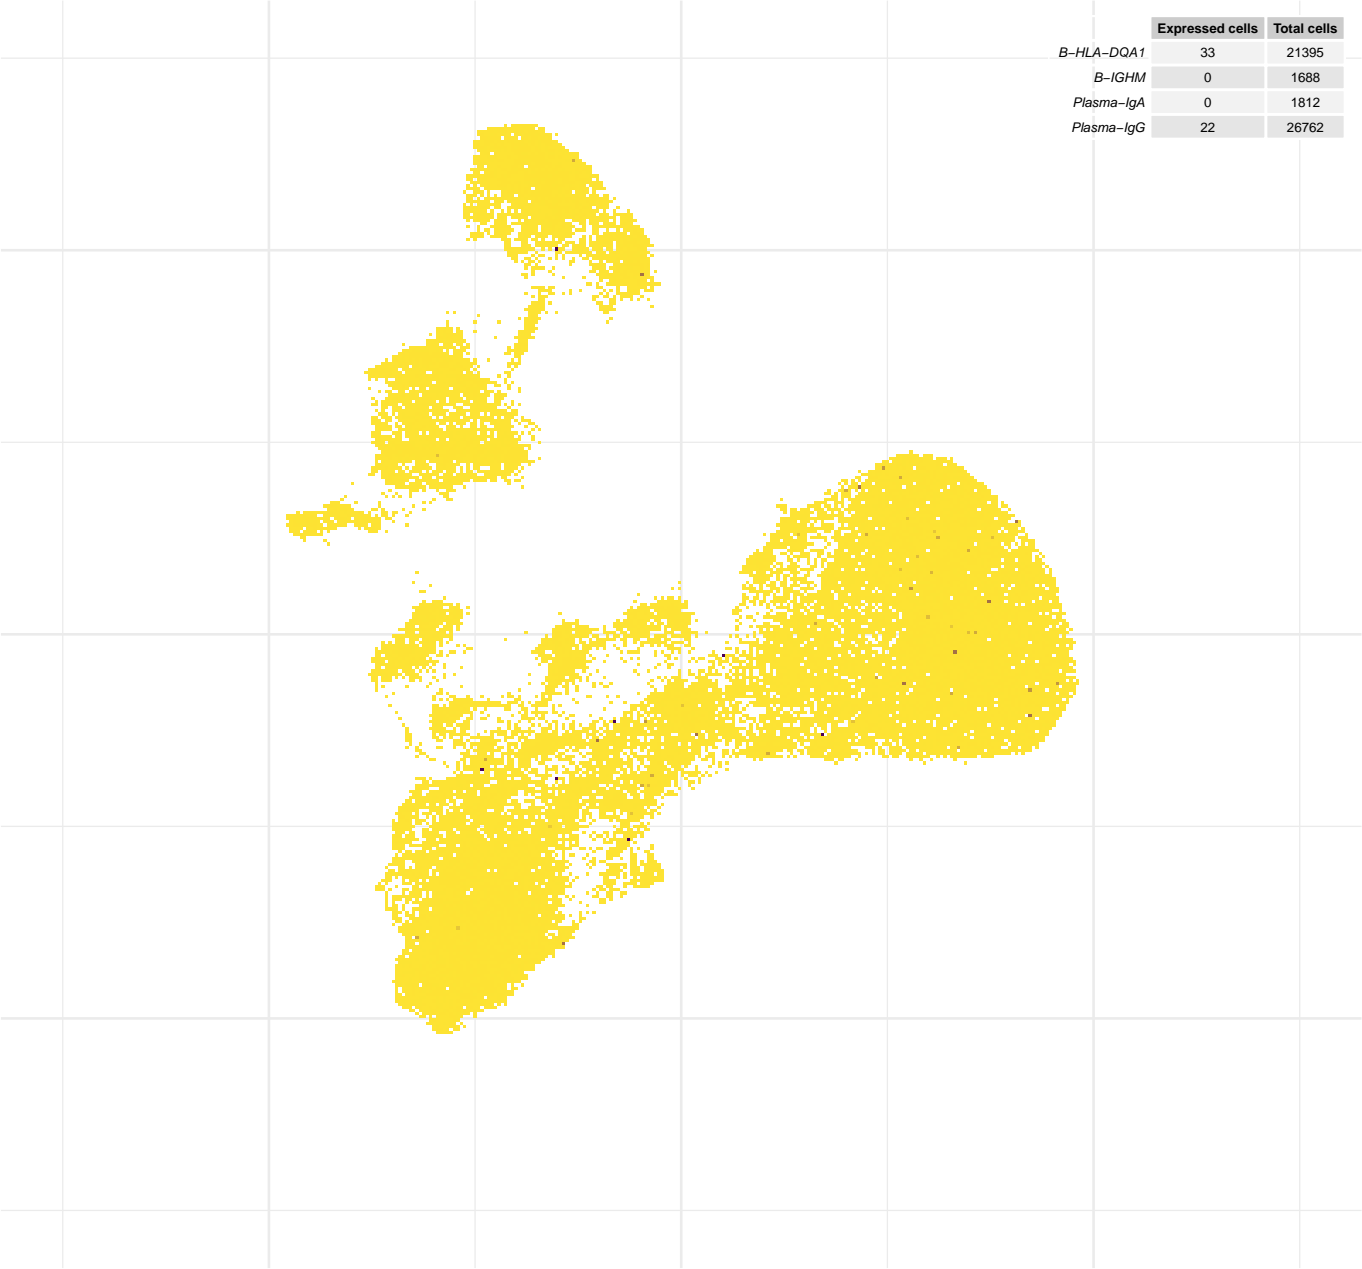 Expressed cells Total cells
B−HLA−DQA1 33 21395
B−IGHM 0 1688
Plasma−IgA 0 1812
Plasma−IgG 22 26762